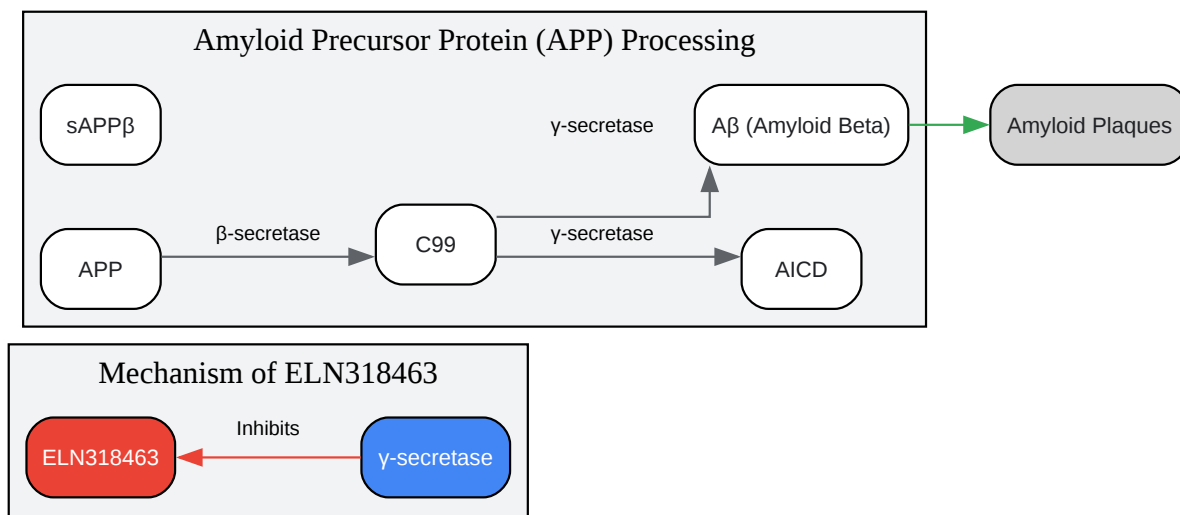 Amyloid Precursor Protein (APP) Processing
sAPPβ
γ-secretase
Aβ (Amyloid Beta)
Amyloid Plaques
APP
β-secretase
C99
γ-secretase
AICD
Mechanism of ELN318463
ELN318463
Inhibits
γ-secretase